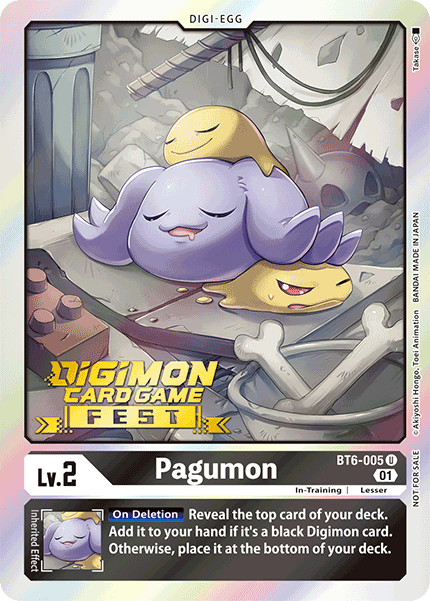 DIGI-EGG
Takase
DIGIMON
CARD GAME
FEST
©Akiyoshi Hongo, Toei Animation BANDAI MADE IN JAPAN
NOT FOR SALE
Lv.2
Pagumon
BT6-005 U
01
In-Training | Lesser
Inherited Effect
On Deletion Reveal the top card of your deck.
Add it to your hand if it's a black Digimon card.
Otherwise, place it at the bottom of your deck.